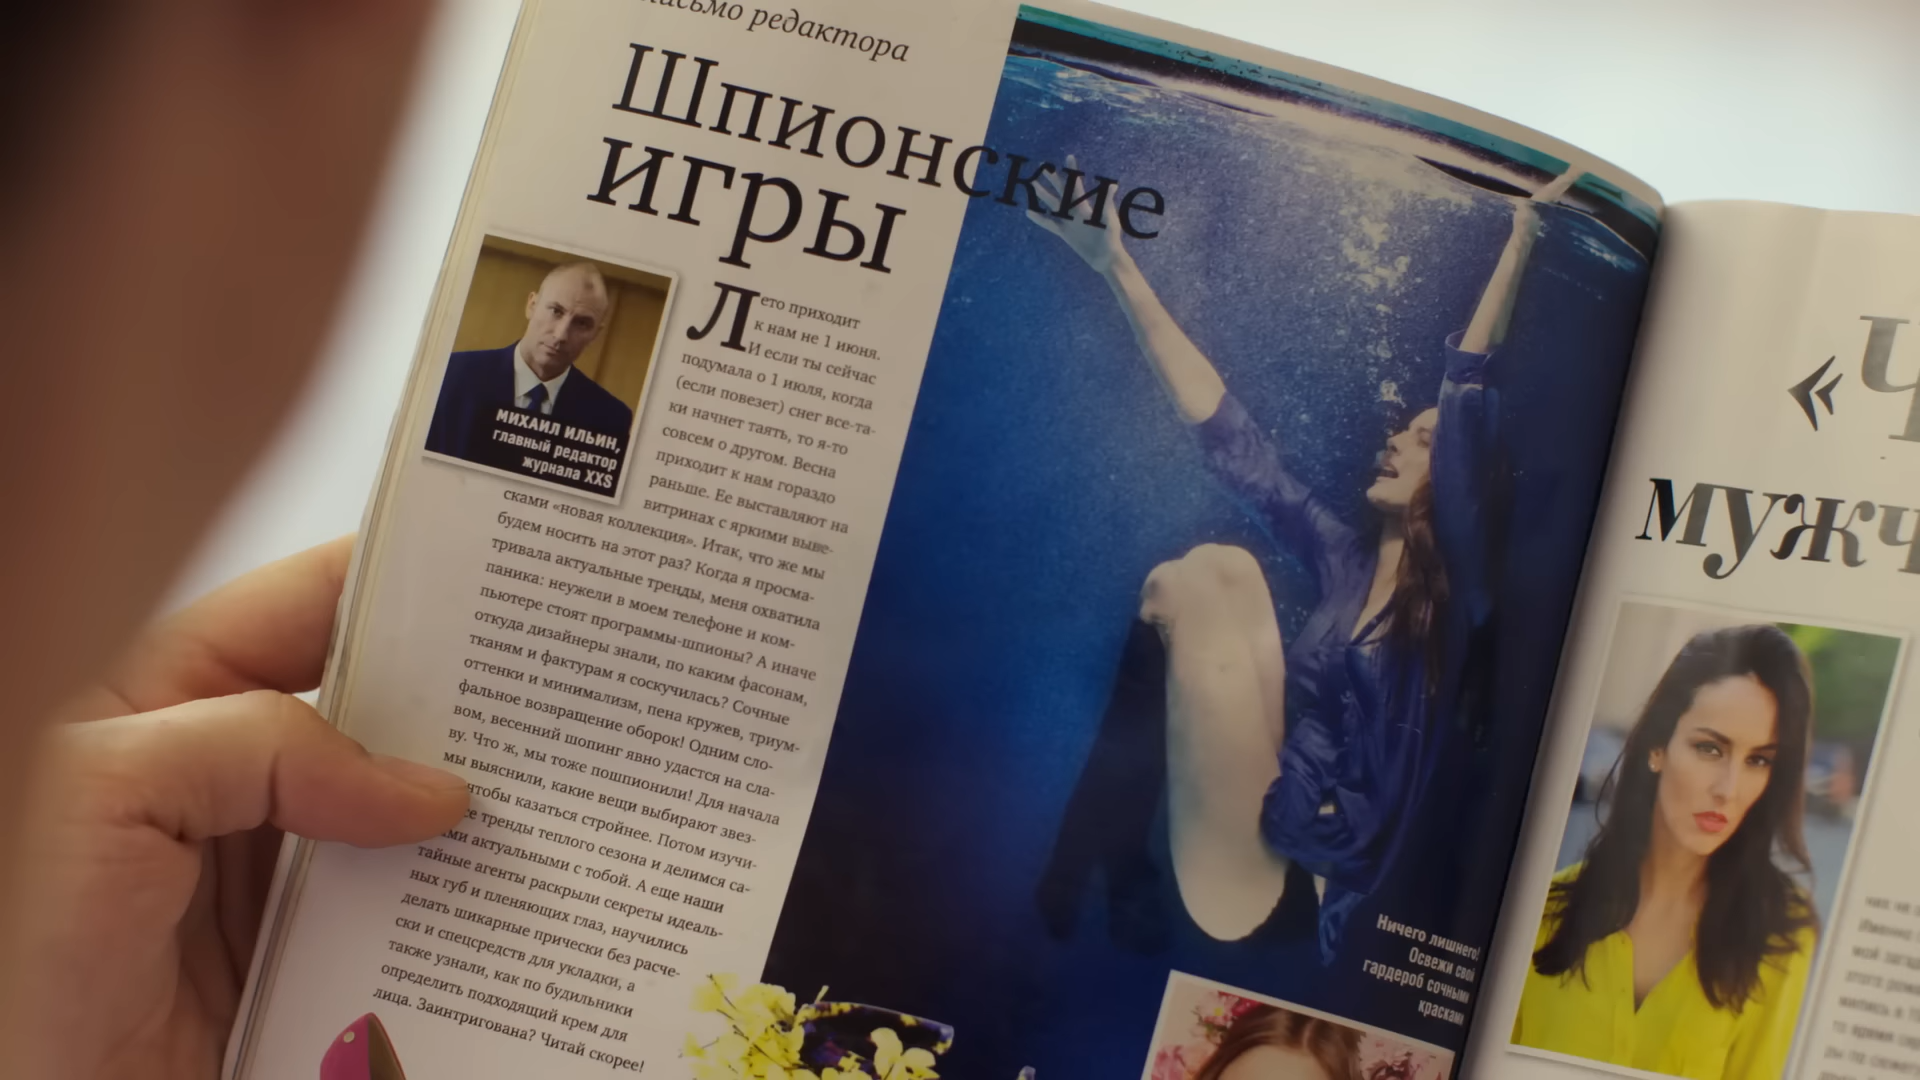 письмо редактора
Шпионские
игры
МИХАИЛ ИЛЬИН,
главный редактор
журнала XXS
Лето приходит
к нам не 1 июня.
И если ты сейчас
подумала о 1 июля, когда
(если повезет) снег все-та-
ки начнет таять, то я-то
совсем о другом. Весна
приходит к нам гораздо
раньше. Ее выставляют на
витринах с яркими выве-
сками «новая коллекция». Итак, что же мы
будем носить на этот раз? Когда я просма-
тривала актуальные тренды, меня охватила
паника: неужели в моем телефоне и ком-
пьютере стоят программы-шпионы? А иначе
откуда дизайнеры знали, по каким фасонам,
тканям и фактурам я соскучилась? Сочные
оттенки и минимализм, пена кружев, триум-
фальное возвращение оборок! Одним сло-
вом, весенний шопинг явно удастся на сла-
ву. Что ж, мы тоже пошпионили! Для начала
мы выяснили, какие вещи выбирают звез-
чтобы казаться стройнее. Потом изучи-
тренды теплого сезона и делимся са-
актуальными с тобой. А еще наши
тайные агенты раскрыли секреты идеаль-
ных губ и пленяющих глаз, научились
делать шикарные прически без расче-
ски и спецсредств для укладки, а
также узнали, как по будильники
определить подходящий крем для
лица. Заинтригована? Читай скорее!
Ничего лишнего!
Освежи свой
гардероб сочными
красками
«Ч
мужч